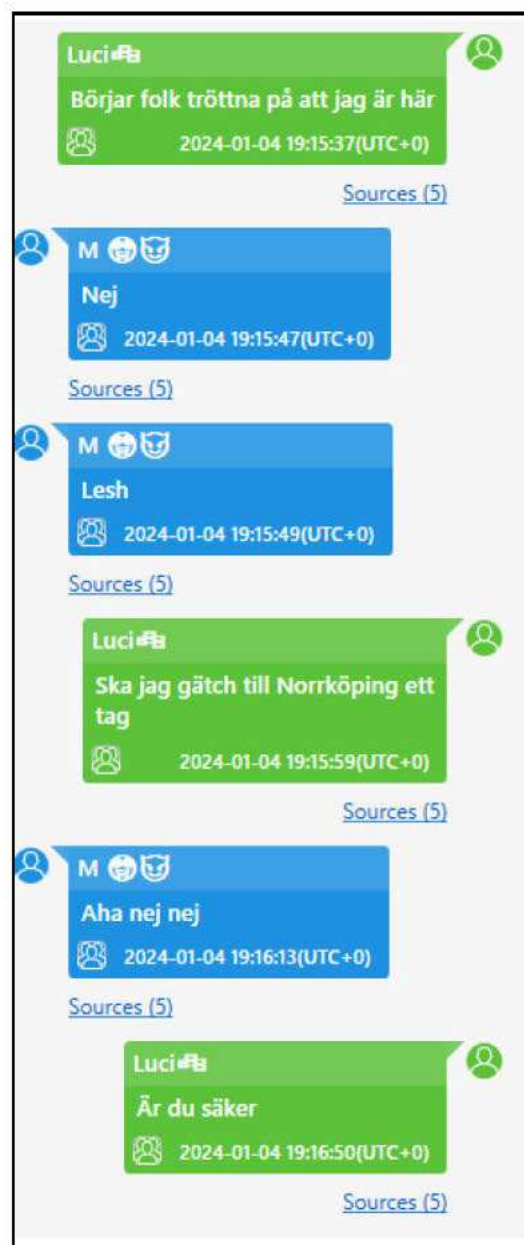 Luci
Börjar folk tröttna på att jag är här
2024-01-04 19:15:37(UTC+0)
Sources (5)
M
Nej
2024-01-04 19:15:47(UTC+0)
Sources (5)
M
Lesh
2024-01-04 19:15:49(UTC+0)
Sources (5)
Luci
Ska jag gätch till Norrköping ett
tag
2024-01-04 19:15:59(UTC+0)
Sources (5)
M
Aha nej nej
2024-01-04 19:16:13(UTC+0)
Sources (5)
Luci
Är du säker
2024-01-04 19:16:50(UTC+0)
Sources (5)